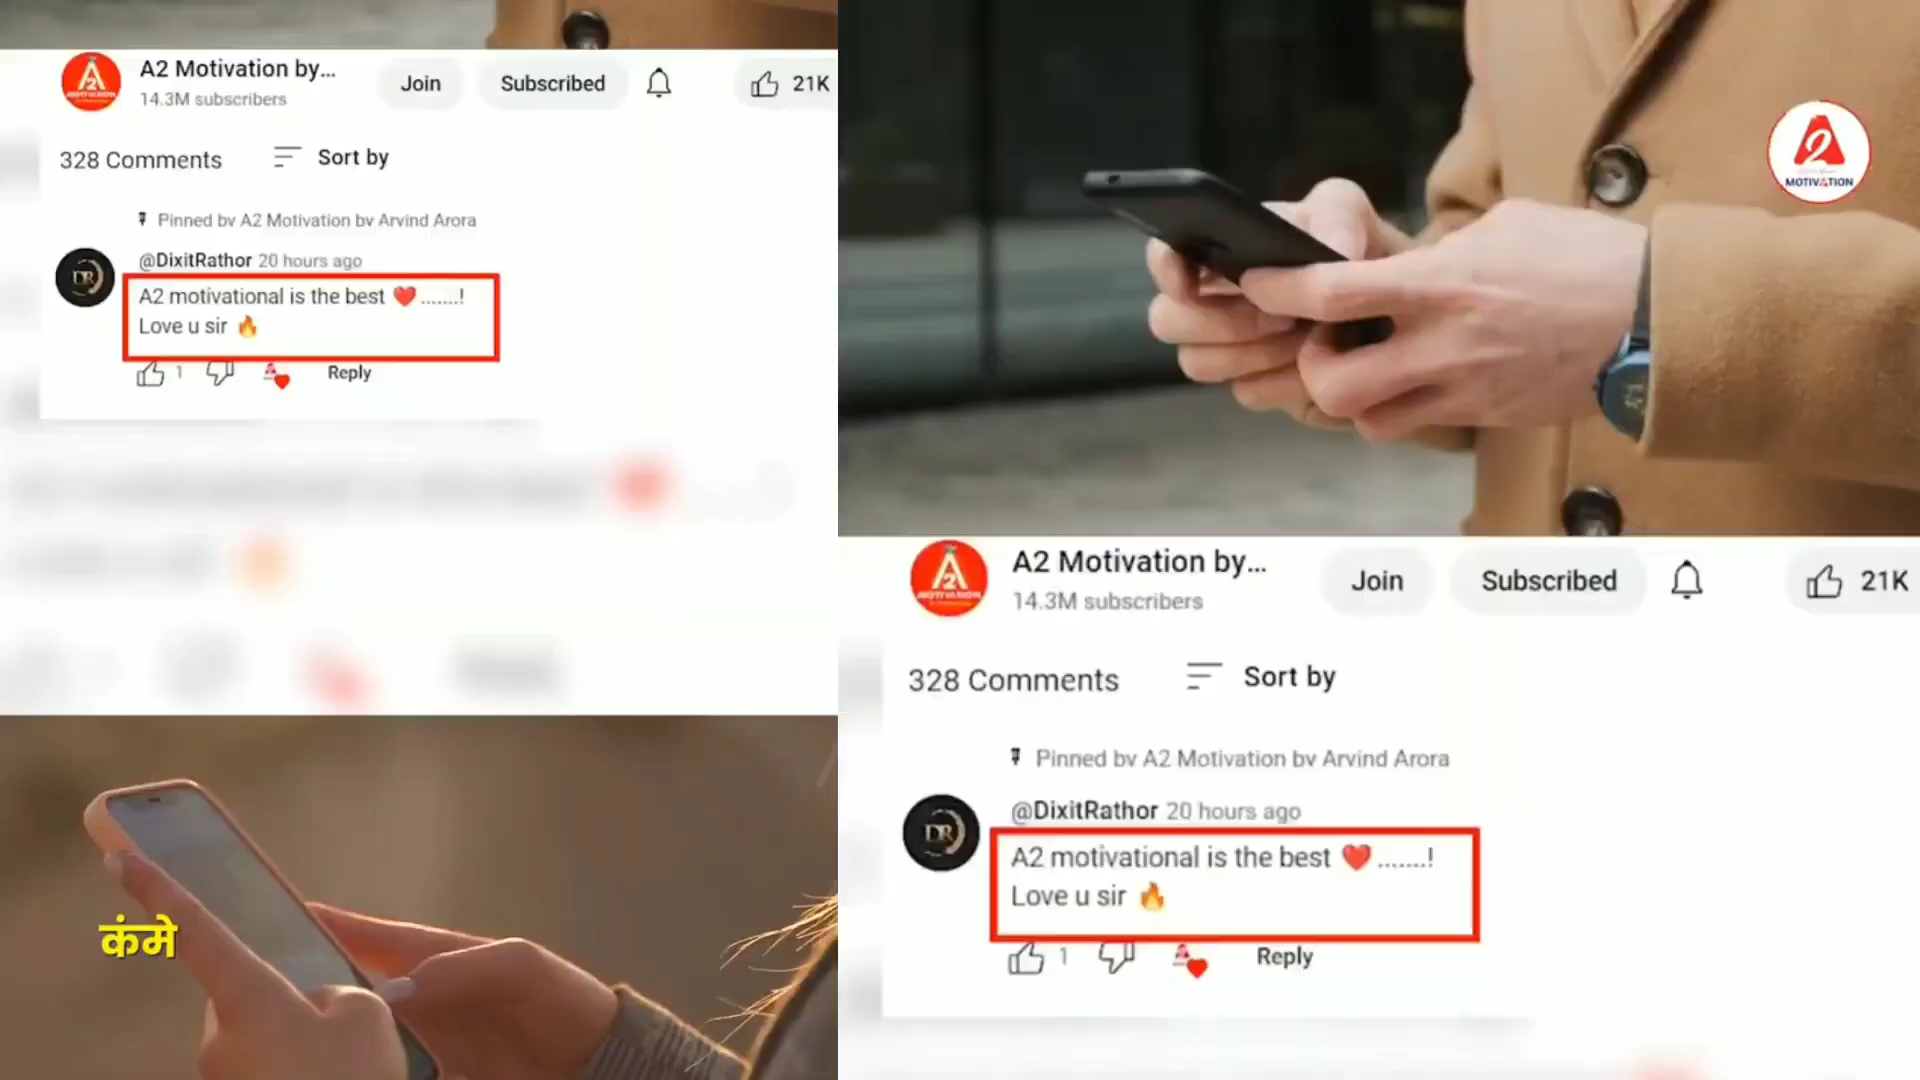 A2 Motivation by...
14.3M subscribers
Join
Subscribed
21K
328 Comments
Sort by
Pinned by A2 Motivation by Arvind Arora
@DixitRathor 20 hours ago
DR
A2 motivational is the best ❤️.......!
Love u sir 🔥
1
Reply
कंमे
A2
MOTIVATION
A2 Motivation by...
14.3M subscribers
Join
Subscribed
21K
328 Comments
Sort by
Pinned by A2 Motivation by Arvind Arora
@DixitRathor 20 hours ago
DR
A2 motivational is the best ❤️.......!
Love u sir 🔥
1
Reply